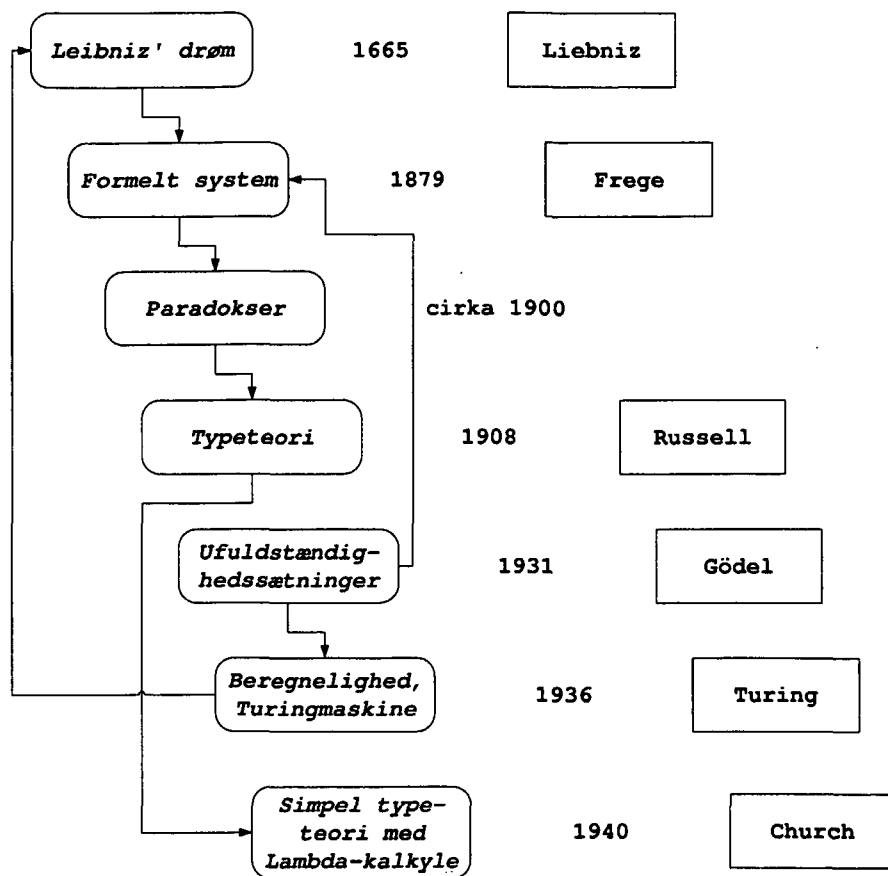 Leibniz' drøm 1665 Liebniz
Formelt system 1879 Frege
Paradokser cirka 1900
Typeteori 1908 Russell
Ufuldstændig-
hedssætninger 1931 Gödel
Beregnelighed,
Turingmaskine 1936 Turing
Simpel type-
teori med
Lambda-kalkyle 1940 Church